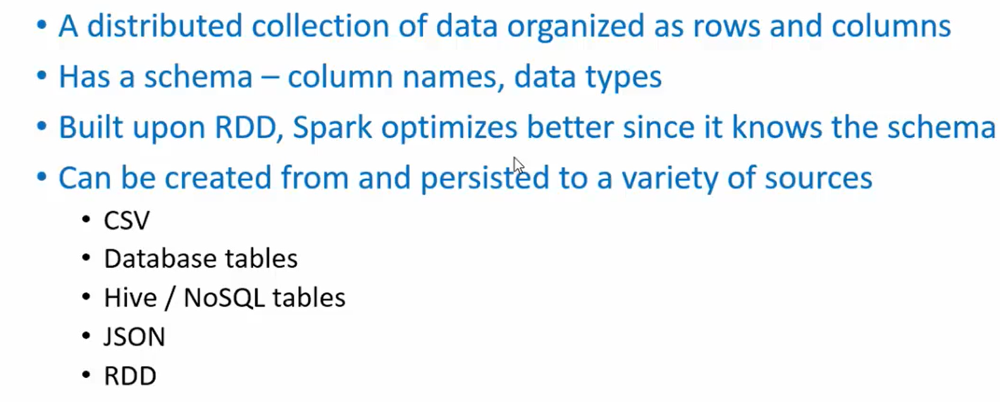 • A distributed collection of data organized as rows and columns
• Has a schema – column names, data types
• Built upon RDD, Spark optimizes better since it knows the schema
• Can be created from and persisted to a variety of sources
• CSV
• Database tables
• Hive / NoSQL tables
• JSON
• RDD